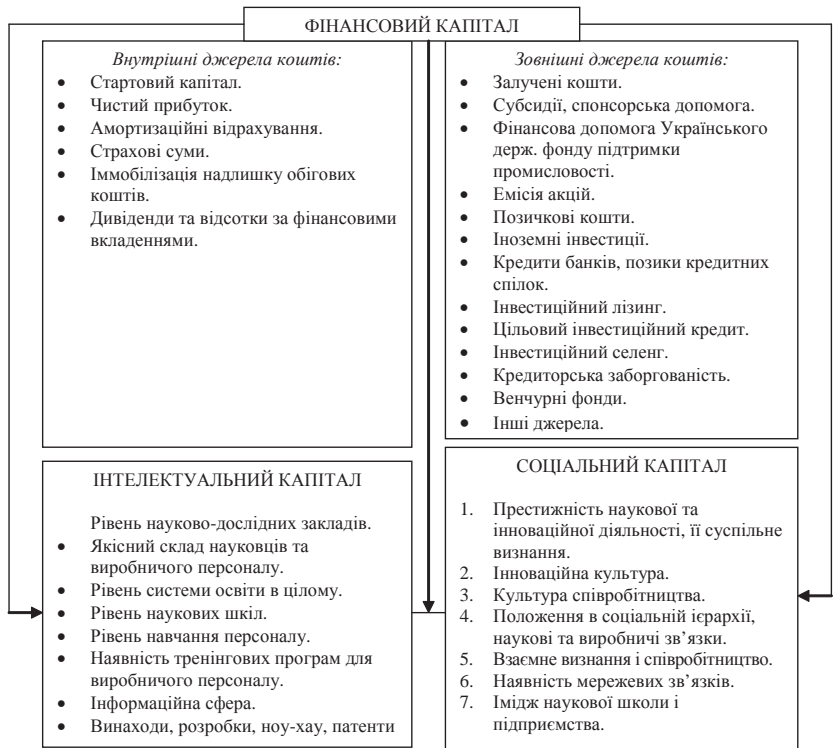 ФІНАНСОВИЙ КАПІТАЛ
Внутрішні джерела коштів:
• Стартовий капітал.
• Чистий прибуток.
• Амортизаційні відрахування.
• Страхові суми.
• Іммобілізація надлишку обігових
коштів.
• Дивіденди та відсотки за фінансовими
вкладеннями.
Зовнішні джерела коштів:
• Залучені кошти.
• Субсидії, спонсорська допомога.
• Фінансова допомога Українського
держ. фонду підтримки
промисловості.
• Емісія акцій.
• Позичкові кошти.
• Іноземні інвестиції.
• Кредити банків, позики кредитних
спілок.
• Інвестиційний лізинг.
• Цільовий інвестиційний кредит.
• Інвестиційний селенг.
• Кредиторська заборгованість.
• Венчурні фонди.
• Інші джерела.
ІНТЕЛЕКТУАЛЬНИЙ КАПІТАЛ
Рівень науково-дослідних закладів.
• Якісний склад науковців та
виробничого персоналу.
• Рівень системи освіти в цілому.
• Рівень наукових шкіл.
• Рівень навчання персоналу.
• Наявність тренінгових програм для
виробничого персоналу.
• Інформаційна сфера.
• Винаходи, розробки, ноу-хау, патенти
СОЦІАЛЬНИЙ КАПІТАЛ
1. Престижність наукової та
інноваційної діяльності, її суспільне
визнання.
2. Інноваційна культура.
3. Культура співробітництва.
4. Положення в соціальній ієрархії,
наукові та виробничі зв’язки.
5. Взаємне визнання і співробітництво.
6. Наявність мережевих зв’язків.
7. Імідж наукової школи і
підприємства.